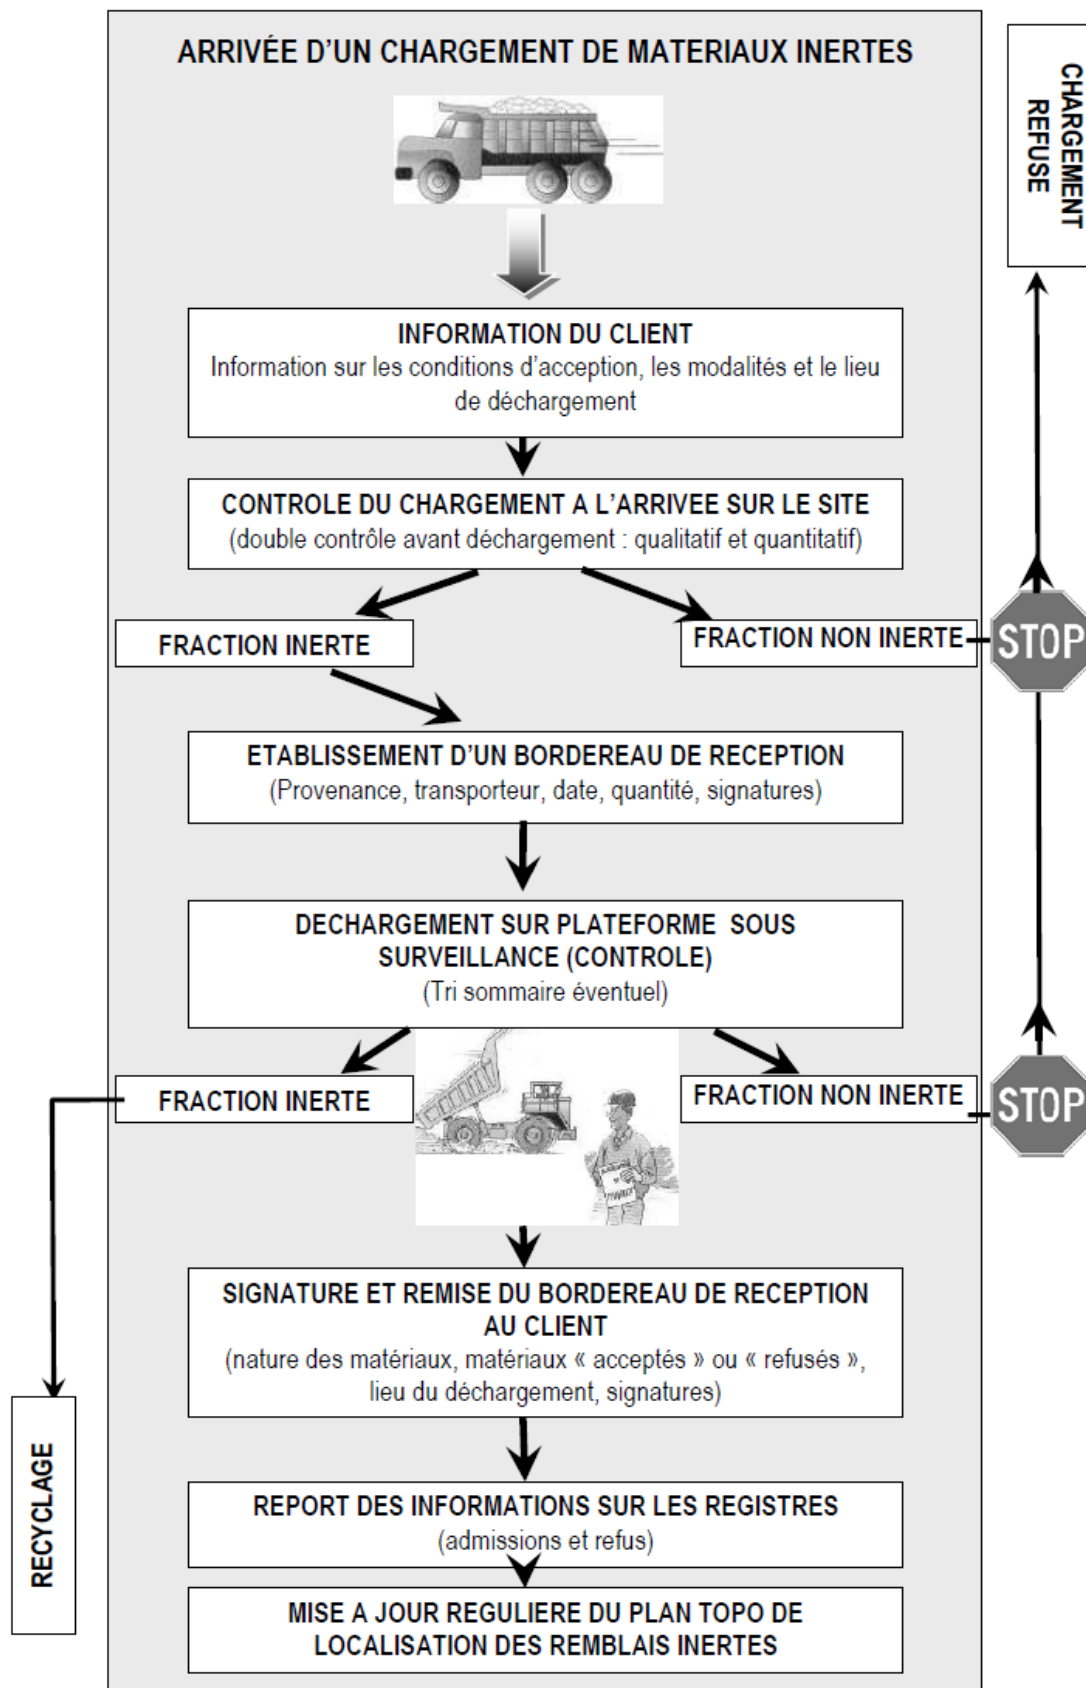 ARRIVÉE D'UN CHARGEMENT DE MATERIAUX INERTES
CHARGEMENT
REFUSE
INFORMATION DU CLIENT
Information sur les conditions d'acception, les modalités et le lieu
de déchargement
CONTROLE DU CHARGEMENT A L'ARRIVEE SUR LE SITE
(double contrôle avant déchargement : qualitatif et quantitatif)
FRACTION INERTE
FRACTION NON INERTE
STOP
ETABLISSEMENT D'UN BORDEREAU DE RECEPTION
(Provenance, transporteur, date, quantité, signatures)
DECHARGEMENT SUR PLATEFORME SOUS
SURVEILLANCE (CONTROLE)
(Tri sommaire éventuel)
FRACTION INERTE
FRACTION NON INERTE
STOP
SIGNATURE ET REMISE DU BORDEREAU DE RECEPTION
AU CLIENT
(nature des matériaux, matériaux « acceptés » ou « refusés »,
lieu du déchargement, signatures)
RECYCLAGE
REPORT DES INFORMATIONS SUR LES REGISTRES
(admissions et refus)
MISE A JOUR REGULIERE DU PLAN TOPO DE
LOCALISATION DES REMBLAIS INERTES